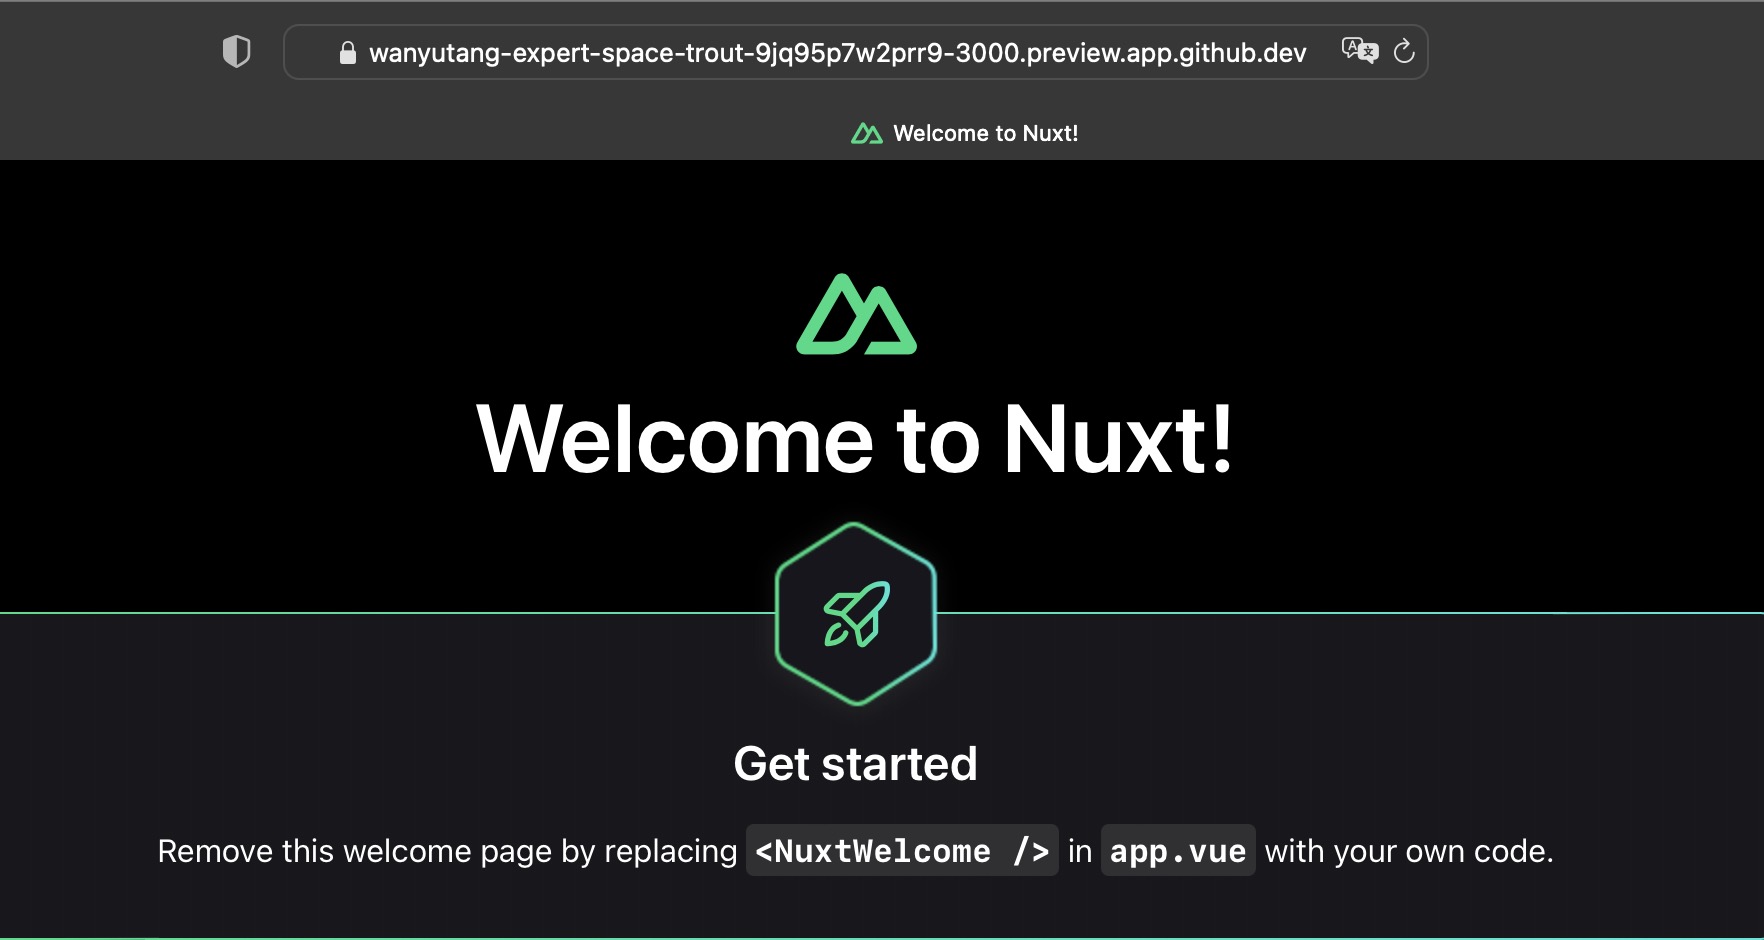 wanyutang-expert-space-trout-9jq95p7w2prr9-3000.preview.app.github.dev
Welcome to Nuxt!
Welcome to Nuxt!
Get started
Remove this welcome page by replacing <NuxtWelcome /> in app.vue with your own code.